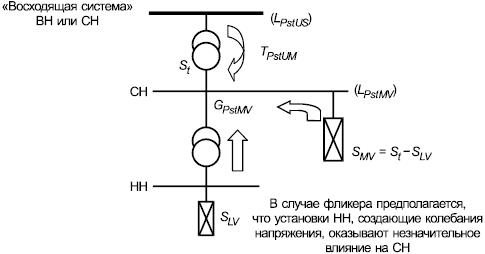 «Восходящая система»
ВН или СН
(L_PstUS)
T_PstUM
S_t
СН
(L_PstMV)
G_PstMV
S_MV = S_t – S_LV
НН
S_LV
В случае фликера предполагается,
что установки НН, создающие колебания
напряжения, оказывают незначительное
влияние на СН